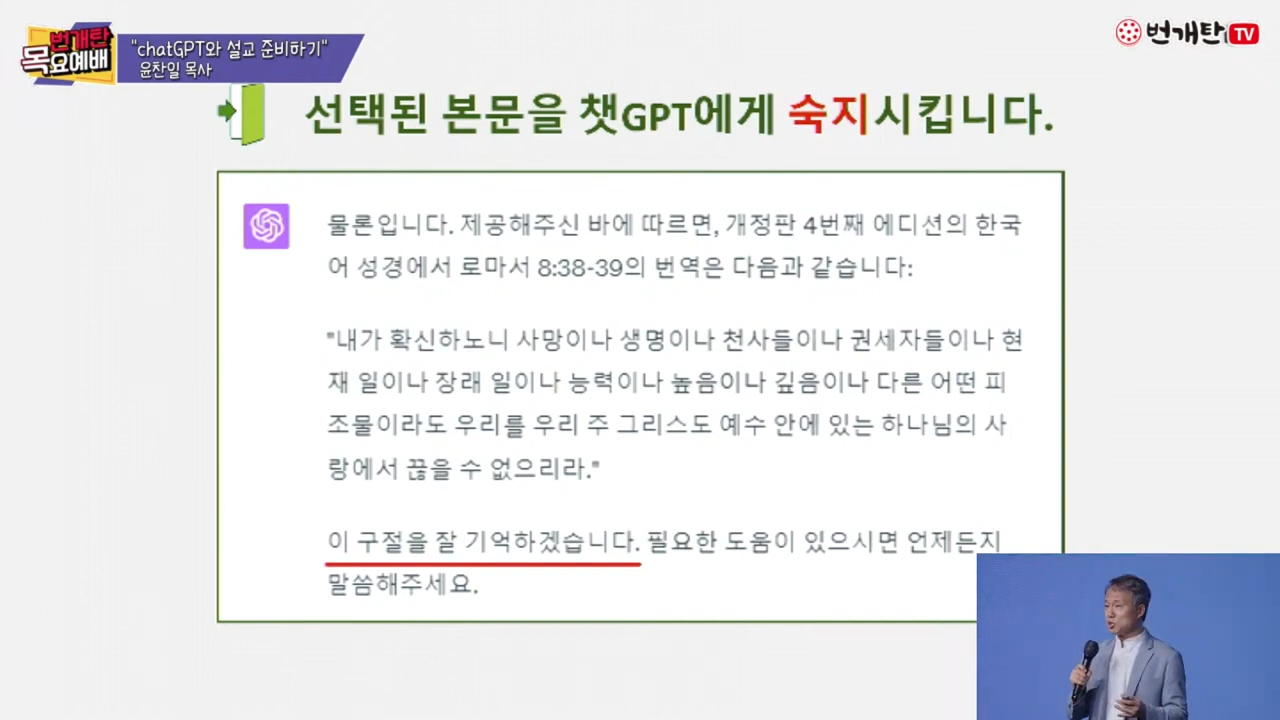 번개탄
목요예배
"chatGPT와 설교 준비하기"
윤찬일 목사
번개탄 TV
선택된 본문을 챗GPT에게 숙지시킵니다.
물론입니다. 제공해주신 바에 따르면, 개정판 4번째 에디션의 한국
어 성경에서 로마서 8:38-39의 번역은 다음과 같습니다:
"내가 확신하노니 사망이나 생명이나 천사들이나 권세자들이나 현
재 일이나 장래 일이나 능력이나 높음이나 깊음이나 다른 어떤 피
조물이라도 우리를 우리 주 그리스도 예수 안에 있는 하나님의 사
랑에서 끊을 수 없으리라."
이 구절을 잘 기억하겠습니다. 필요한 도움이 있으시면 언제든지
말씀해주세요.